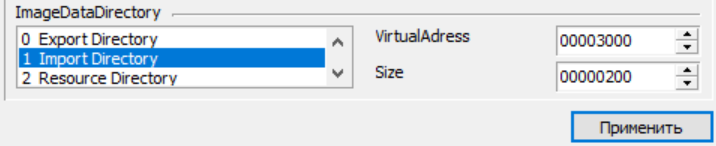 ImageDataDirectory
0 Export Directory
1 Import Directory
2 Resource Directory
VirtualAdress
00003000
Size
00000200
Применить